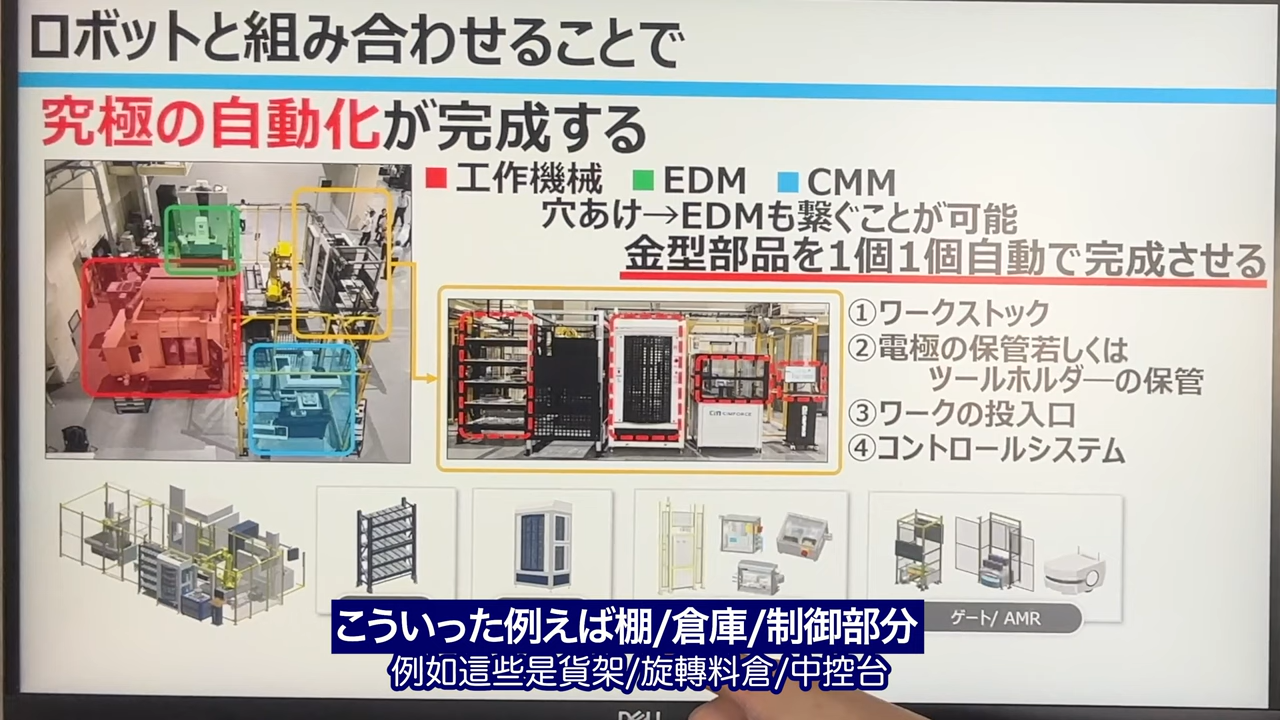 ロボットと組み合わせることで
究極の自動化が完成する
工作機械 EDM CMM
穴あけ→EDMも繋ぐことが可能
金型部品を1個1個自動で完成させる
①ワークストック
②電極の保管若しくは
ツールホルダ―の保管
③ワークの投入口
④コントロールシステム
ゲート/ AMR
こういった例えば棚/倉庫/制御部分
例如這些是貨架/旋轉料倉/中控台
DELL